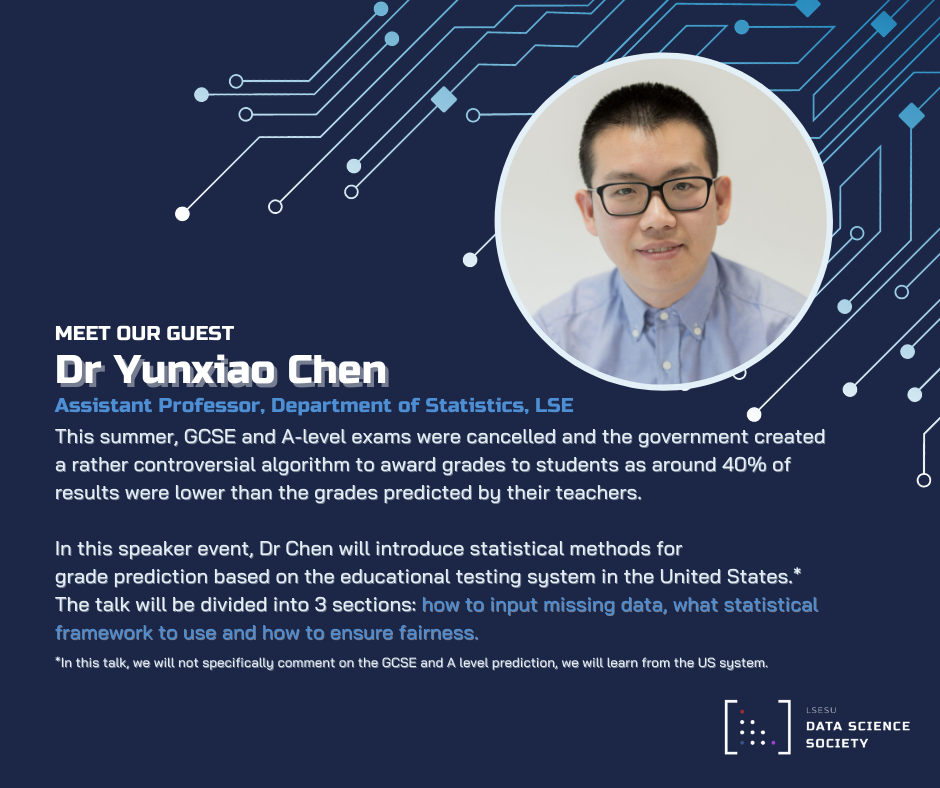 MEET OUR GUEST
Dr Yunxiao Chen
Assistant Professor, Department of Statistics, LSE
This summer, GCSE and A-level exams were cancelled and the government created
a rather controversial algorithm to award grades to students as around 40% of
results were lower than the grades predicted by their teachers.
In this speaker event, Dr Chen will introduce statistical methods for
grade prediction based on the educational testing system in the United States.*
The talk will be divided into 3 sections: how to input missing data, what statistical
framework to use and how to ensure fairness.
*In this talk, we will not specifically comment on the GCSE and A level prediction, we will learn from the US system.
LSESU
DATA SCIENCE
SOCIETY